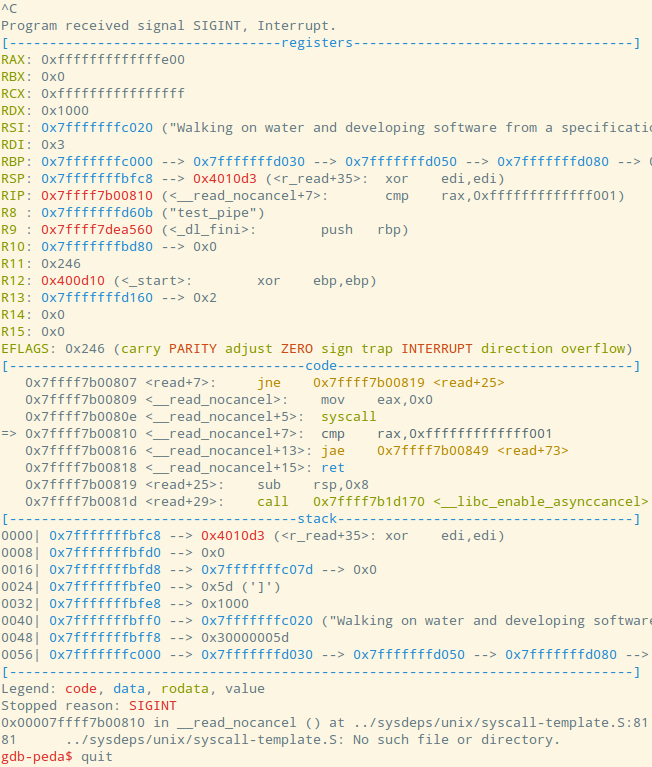 ^C
Program received signal SIGINT, Interrupt.
[----------------------------------registers-----------------------------------]
RAX: 0xfffffffffffffe00
RBX: 0x0
RCX: 0xffffffffffffffff
RDX: 0x1000
RSI: 0x7fffffffc020 ("Walking on water and developing software from a specificatio
RDI: 0x3
RBP: 0x7fffffffc000 --> 0x7fffffffd030 --> 0x7fffffffd050 --> 0x7fffffffd080 --> 0
RSP: 0x7fffffffbfc8 --> 0x4010d3 (<r_read+35>: xor edi,edi)
RIP: 0x7ffff7b00810 (<__read_nocancel+7>: cmp rax,0xfffffffffffff001)
R8 : 0x7fffffffd60b ("test_pipe")
R9 : 0x7ffff7dea560 (<_dl_fini>: push rbp)
R10: 0x7fffffffbd80 --> 0x0
R11: 0x246
R12: 0x400d10 (<_start>: xor ebp,ebp)
R13: 0x7fffffffd160 --> 0x2
R14: 0x0
R15: 0x0
EFLAGS: 0x246 (carry PARITY adjust ZERO sign trap INTERRUPT direction overflow)
[-------------------------------------code-------------------------------------]
0x7ffff7b00807 <read+7>: jne 0x7ffff7b00819 <read+25>
0x7ffff7b00809 <__read_nocancel>: mov eax,0x0
0x7ffff7b0080e <__read_nocancel+5>: syscall
=> 0x7ffff7b00810 <__read_nocancel+7>: cmp rax,0xfffffffffffff001
0x7ffff7b00816 <__read_nocancel+13>: jae 0x7ffff7b00849 <read+73>
0x7ffff7b00818 <__read_nocancel+15>: ret
0x7ffff7b00819 <read+25>: sub rsp,0x8
0x7ffff7b0081d <read+29>: call 0x7ffff7b1d170 <__libc_enable_asynccancel>
[------------------------------------stack-------------------------------------]
0000| 0x7fffffffbfc8 --> 0x4010d3 (<r_read+35>: xor edi,edi)
0008| 0x7fffffffbfd0 --> 0x0
0016| 0x7fffffffbfd8 --> 0x7fffffffc07d --> 0x0
0024| 0x7fffffffbfe0 --> 0x5d (']')
0032| 0x7fffffffbfe8 --> 0x1000
0040| 0x7fffffffbff0 --> 0x7fffffffc020 ("Walking on water and developing software
0048| 0x7fffffffbff8 --> 0x30000005d
0056| 0x7fffffffc000 --> 0x7fffffffd030 --> 0x7fffffffd050 --> 0x7fffffffd080 -->
[------------------------------------------------------------------------------]
Legend: code, data, rodata, value
Stopped reason: SIGINT
0x00007ffff7b00810 in __read_nocancel () at ../sysdeps/unix/syscall-template.S:81
81 ../sysdeps/unix/syscall-template.S: No such file or directory.
gdb-peda$ quit